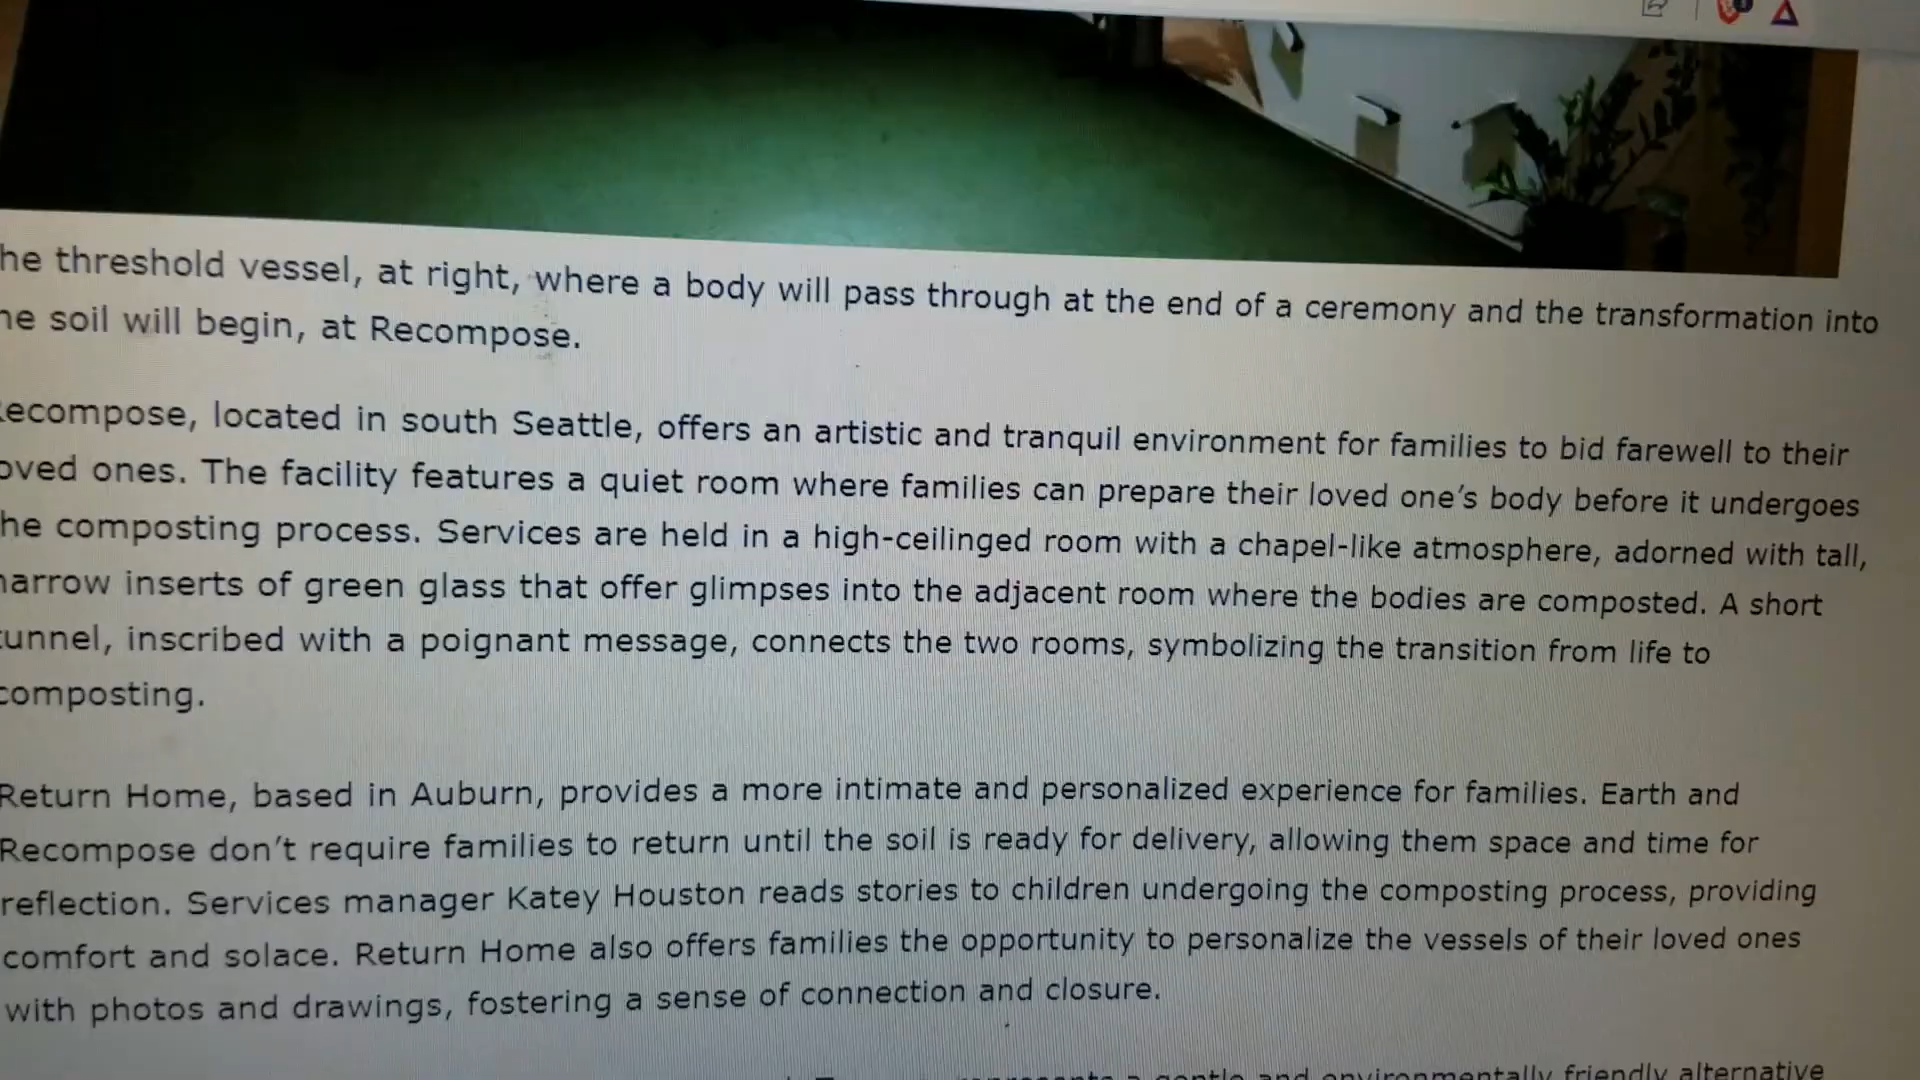 he threshold vessel, at right, where a body will pass through at the end of a ceremony and the transformation into
he soil will begin, at Recompose.
ecompose, located in south Seattle, offers an artistic and tranquil environment for families to bid farewell to their
oved ones. The facility features a quiet room where families can prepare their loved one's body before it undergoes
he composting process. Services are held in a high-ceilinged room with a chapel-like atmosphere, adorned with tall,
narrow inserts of green glass that offer glimpses into the adjacent room where the bodies are composted. A short
tunnel, inscribed with a poignant message, connects the two rooms, symbolizing the transition from life to
composting.
Return Home, based in Auburn, provides a more intimate and personalized experience for families. Earth and
Recompose don't require families to return until the soil is ready for delivery, allowing them space and time for
reflection. Services manager Katey Houston reads stories to children undergoing the composting process, providing
comfort and solace. Return Home also offers families the opportunity to personalize the vessels of their loved ones
with photos and drawings, fostering a sense of connection and closure.
a gentle and environmentally friendly alternative